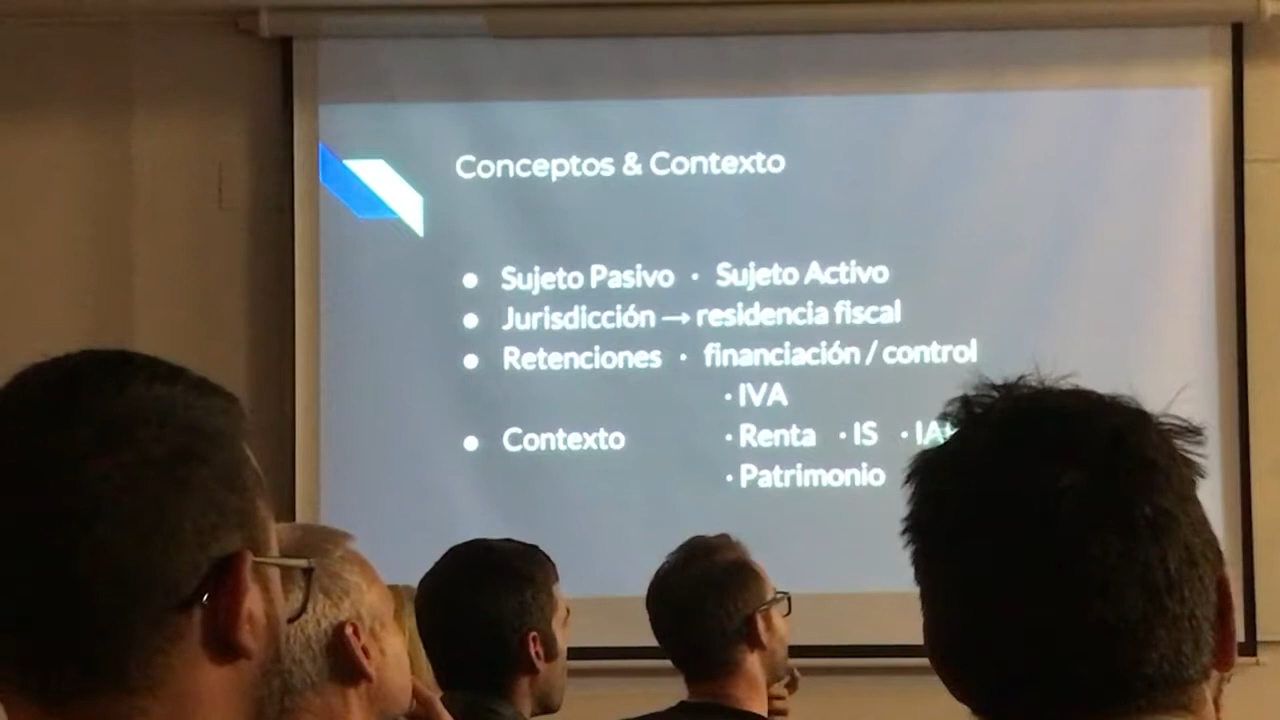 Conceptos & Contexto
• Sujeto Pasivo · Sujeto Activo
• Jurisdicción → residencia fiscal
• Retenciones · financiación / control
· IVA
• Contexto · Renta · IS ·
· Patrimonio